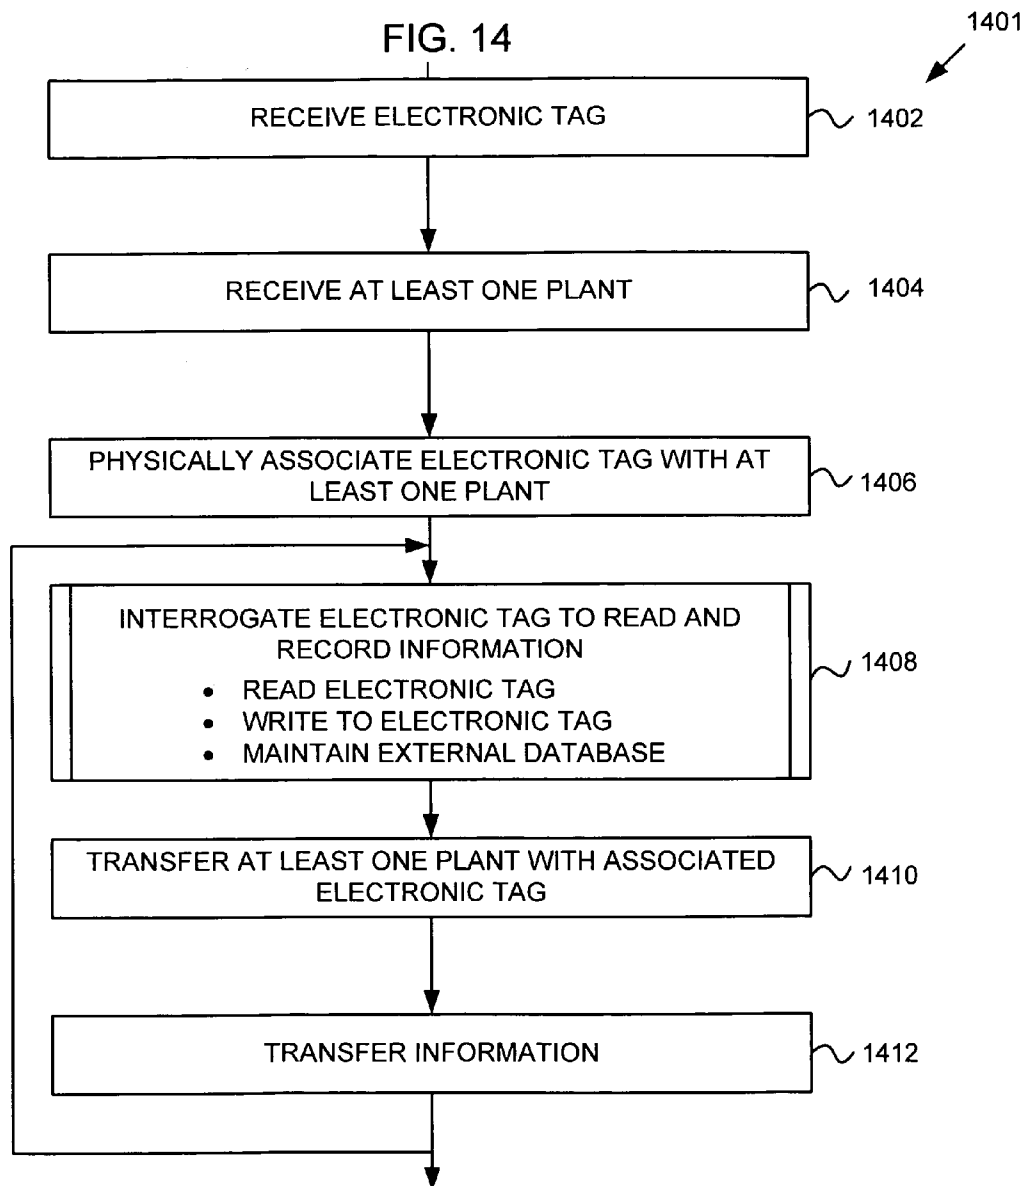 FIG. 14
1401
RECEIVE ELECTRONIC TAG
1402
RECEIVE AT LEAST ONE PLANT
1404
PHYSICALLY ASSOCIATE ELECTRONIC TAG WITH AT
LEAST ONE PLANT
1406
INTERROGATE ELECTRONIC TAG TO READ AND
RECORD INFORMATION
• READ ELECTRONIC TAG
• WRITE TO ELECTRONIC TAG
• MAINTAIN EXTERNAL DATABASE
1408
TRANSFER AT LEAST ONE PLANT WITH ASSOCIATED
ELECTRONIC TAG
1410
TRANSFER INFORMATION
1412